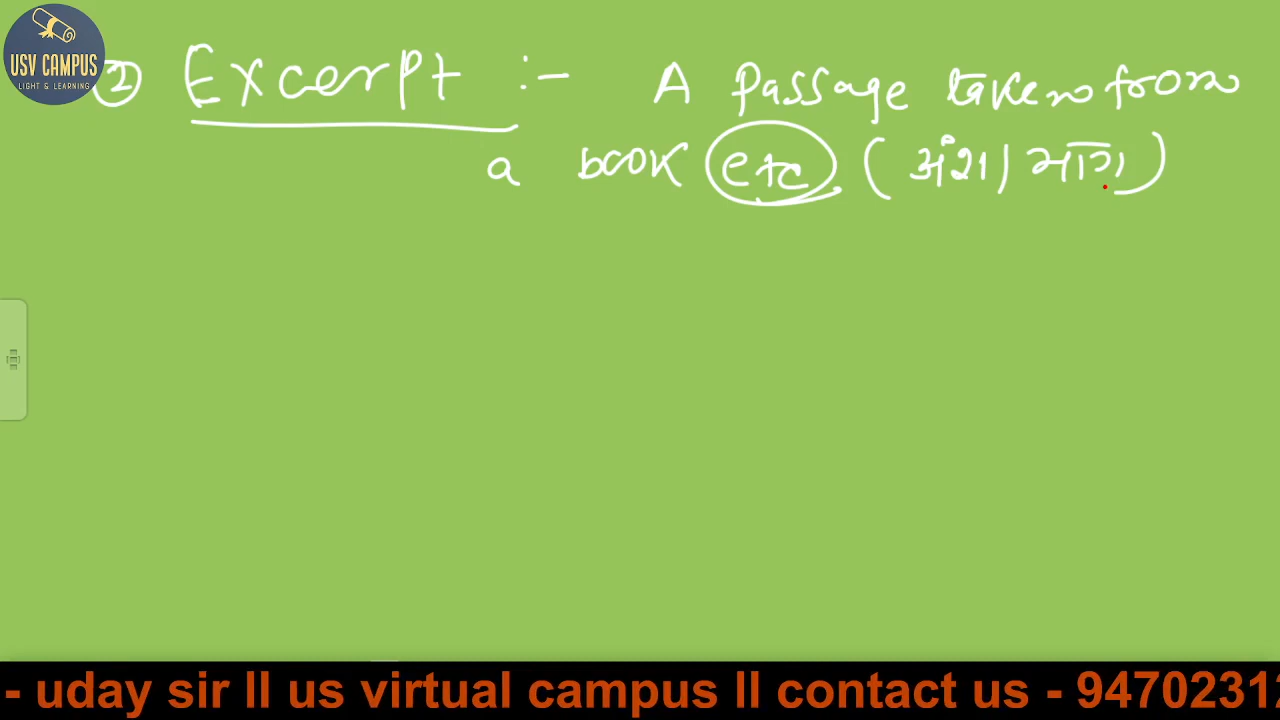 USV CAMPUS
LIGHT & LEARNING
② Excerpt :- A Passage taken from
a book etc (अंश/भाग)
- uday sir ll us virtual campus ll contact us - 94702312